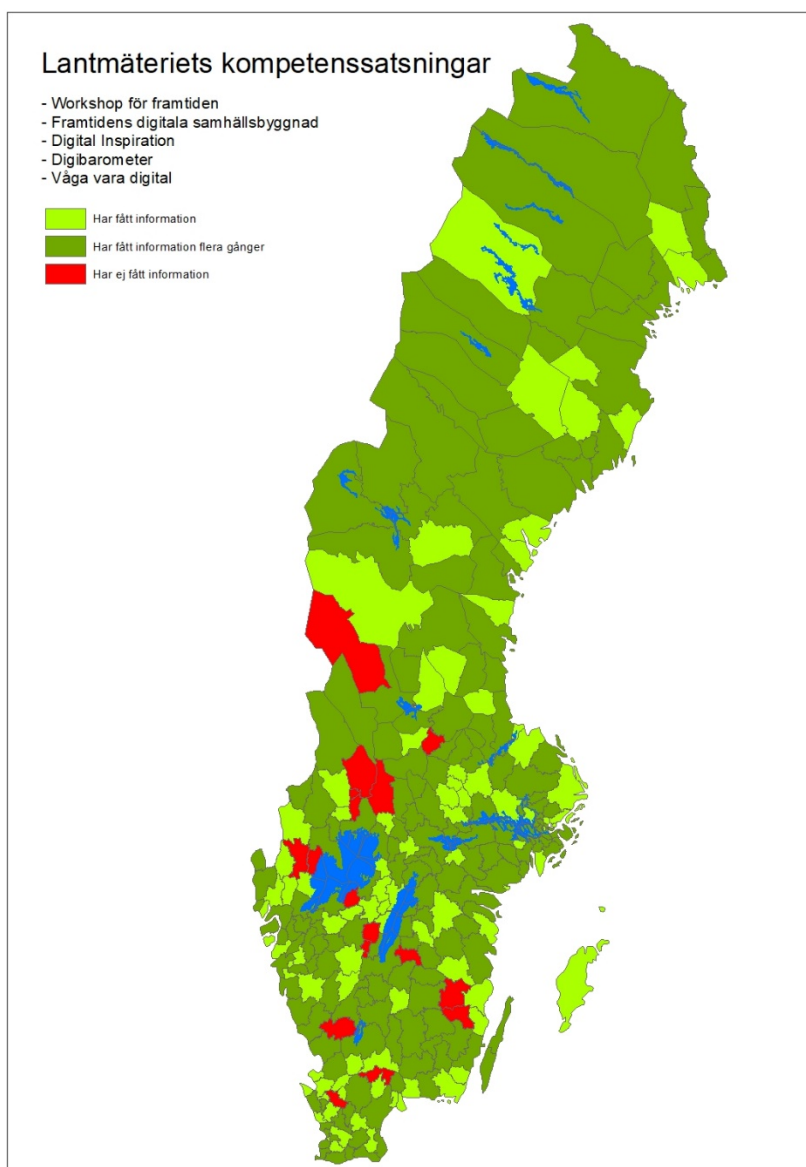 Lantmäteriets kompetenssatsningar
- Workshop för framtiden
- Framtidens digitala samhällsbyggnad
- Digital Inspiration
- Digibarometer
- Våga vara digital
Har fått information
Har fått information flera gånger
Har ej fått information